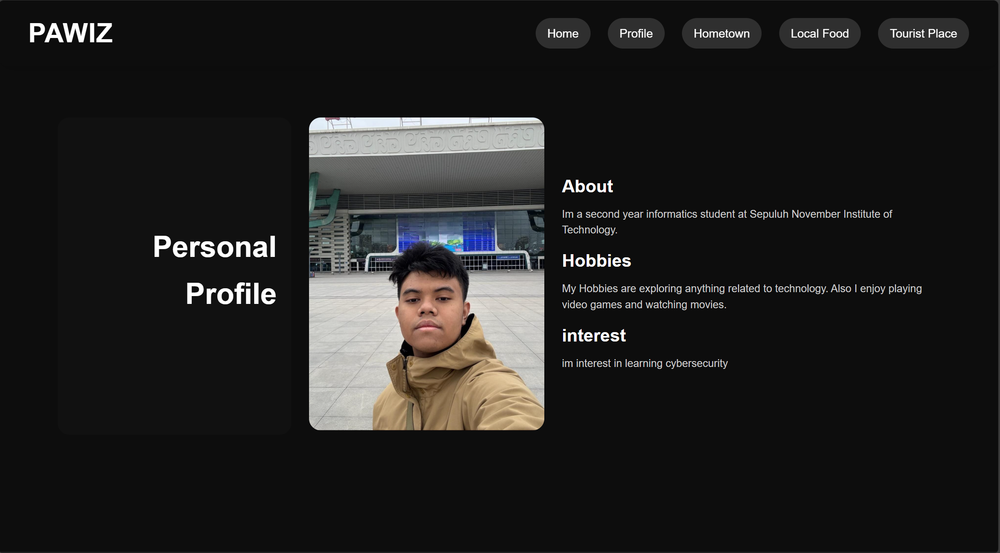 PAWIZ
Home
Profile
Hometown
Local Food
Tourist Place
Personal
Profile
About
Im a second year informatics student at Sepuluh November Institute of
Technology.
Hobbies
My Hobbies are exploring anything related to technology. Also I enjoy playing
video games and watching movies.
interest
im interest in learning cybersecurity